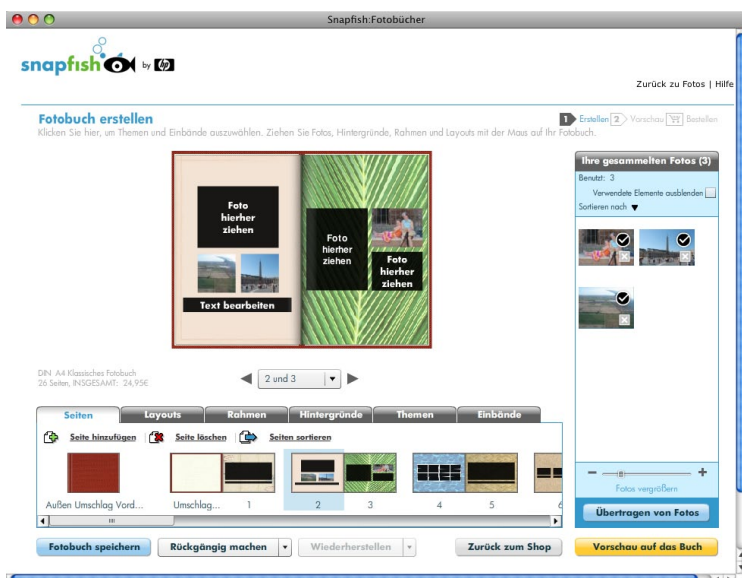 Snapfish:Fotobücher
snapfish by hp
Zurück zu Fotos | Hilfe
Fotobuch erstellen
1 Erstellen 2 Vorschau Bestellen
Klicken Sie hier, um Themen und Einbände auszuwählen. Ziehen Sie Fotos, Hintergründe, Rahmen und Layouts mit der Maus auf Ihr Fotobuch.
Ihre gesammelten Fotos (3)
Benutzt: 3
Verwendete Elemente ausblenden
Sortieren nach
Foto
hierher
ziehen
Text bearbeiten
Foto
hierher
ziehen
Foto
hierher
ziehen
DIN A4 Klassisches Fotobuch
26 Seiten, INSGESAMT: 24,95€
2 und 3
Seiten Layouts Rahmen Hintergründe Themen Einbände
Seite hinzufügen Seite löschen Seiten sortieren
Außen Umschlag Vord... Umschlag... 1 2 3 4 5 6
Fotos vergrößern
Übertragen von Fotos
Fotobuch speichern Rückgängig machen Wiederherstellen Zurück zum Shop Vorschau auf das Buch